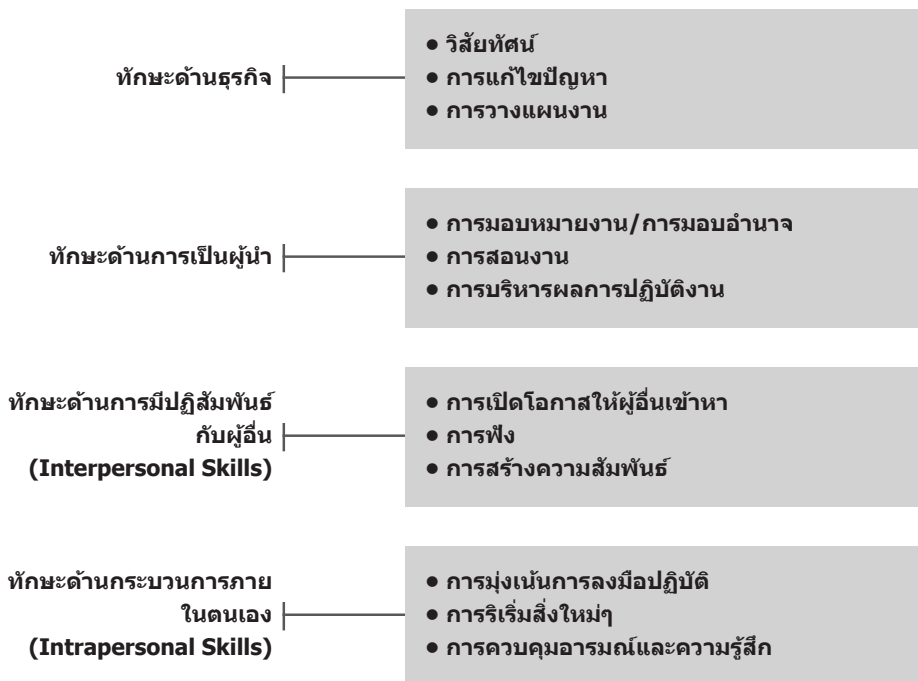 ทักษะด้านธุรกิจ
● วิสัยทัศน์
● การแก้ไขปัญหา
● การวางแผนงาน
ทักษะด้านการเป็นผู้นำ
● การมอบหมายงาน/การมอบอำนาจ
● การสอนงาน
● การบริหารผลการปฏิบัติงาน
ทักษะด้านการมีปฏิสัมพันธ์
กับผู้อื่น
(Interpersonal Skills)
● การเปิดโอกาสให้ผู้อื่นเข้าหา
● การฟัง
● การสร้างความสัมพันธ์
ทักษะด้านกระบวนการภาย
ในตนเอง
(Intrapersonal Skills)
● การมุ่งเน้นการลงมือปฏิบัติ
● การริเริ่มสิ่งใหม่ๆ
● การควบคุมอารมณ์และความรู้สึก